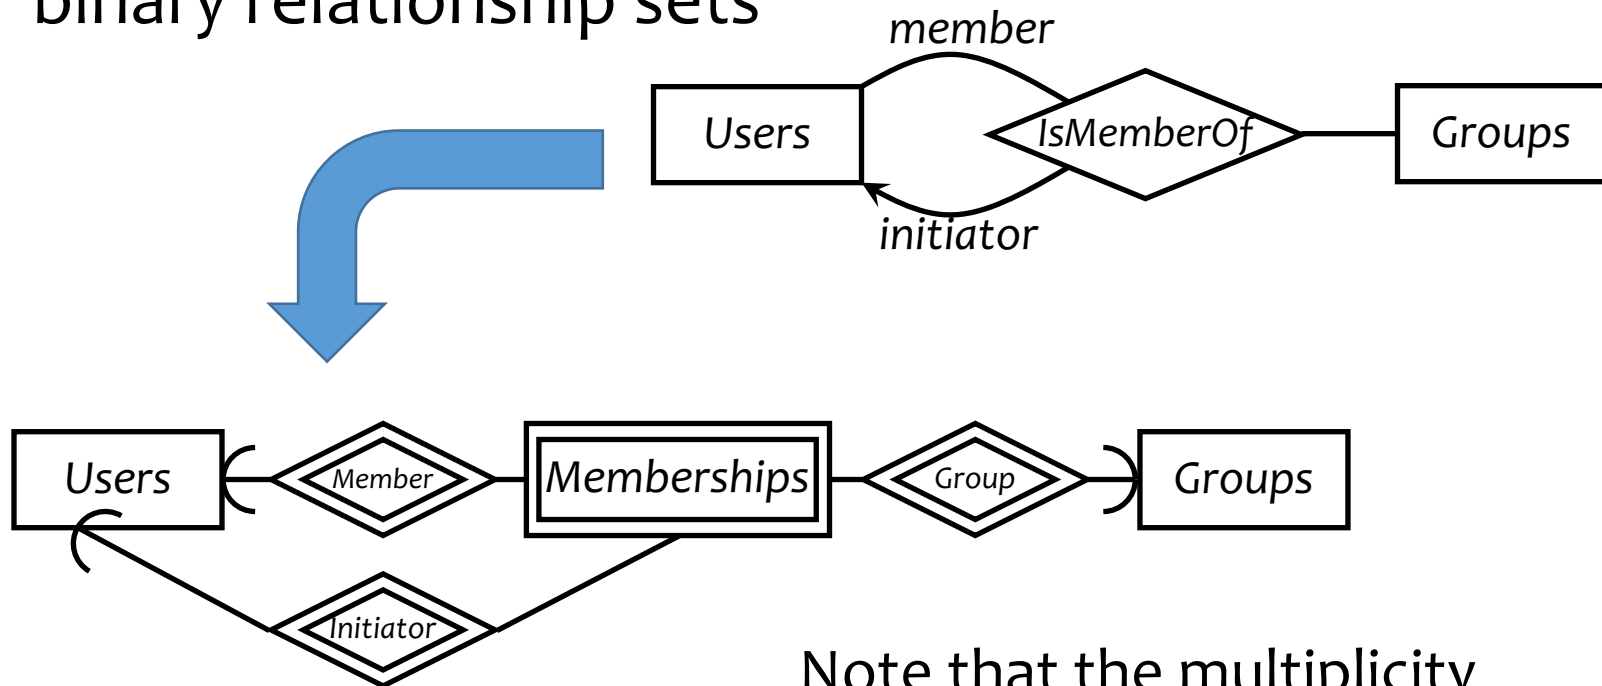 binary relationship sets
member
Users
IsMemberOf
Groups
initiator
Users
Member
Memberships
Group
Groups
Initiator
Note that the multiplicity